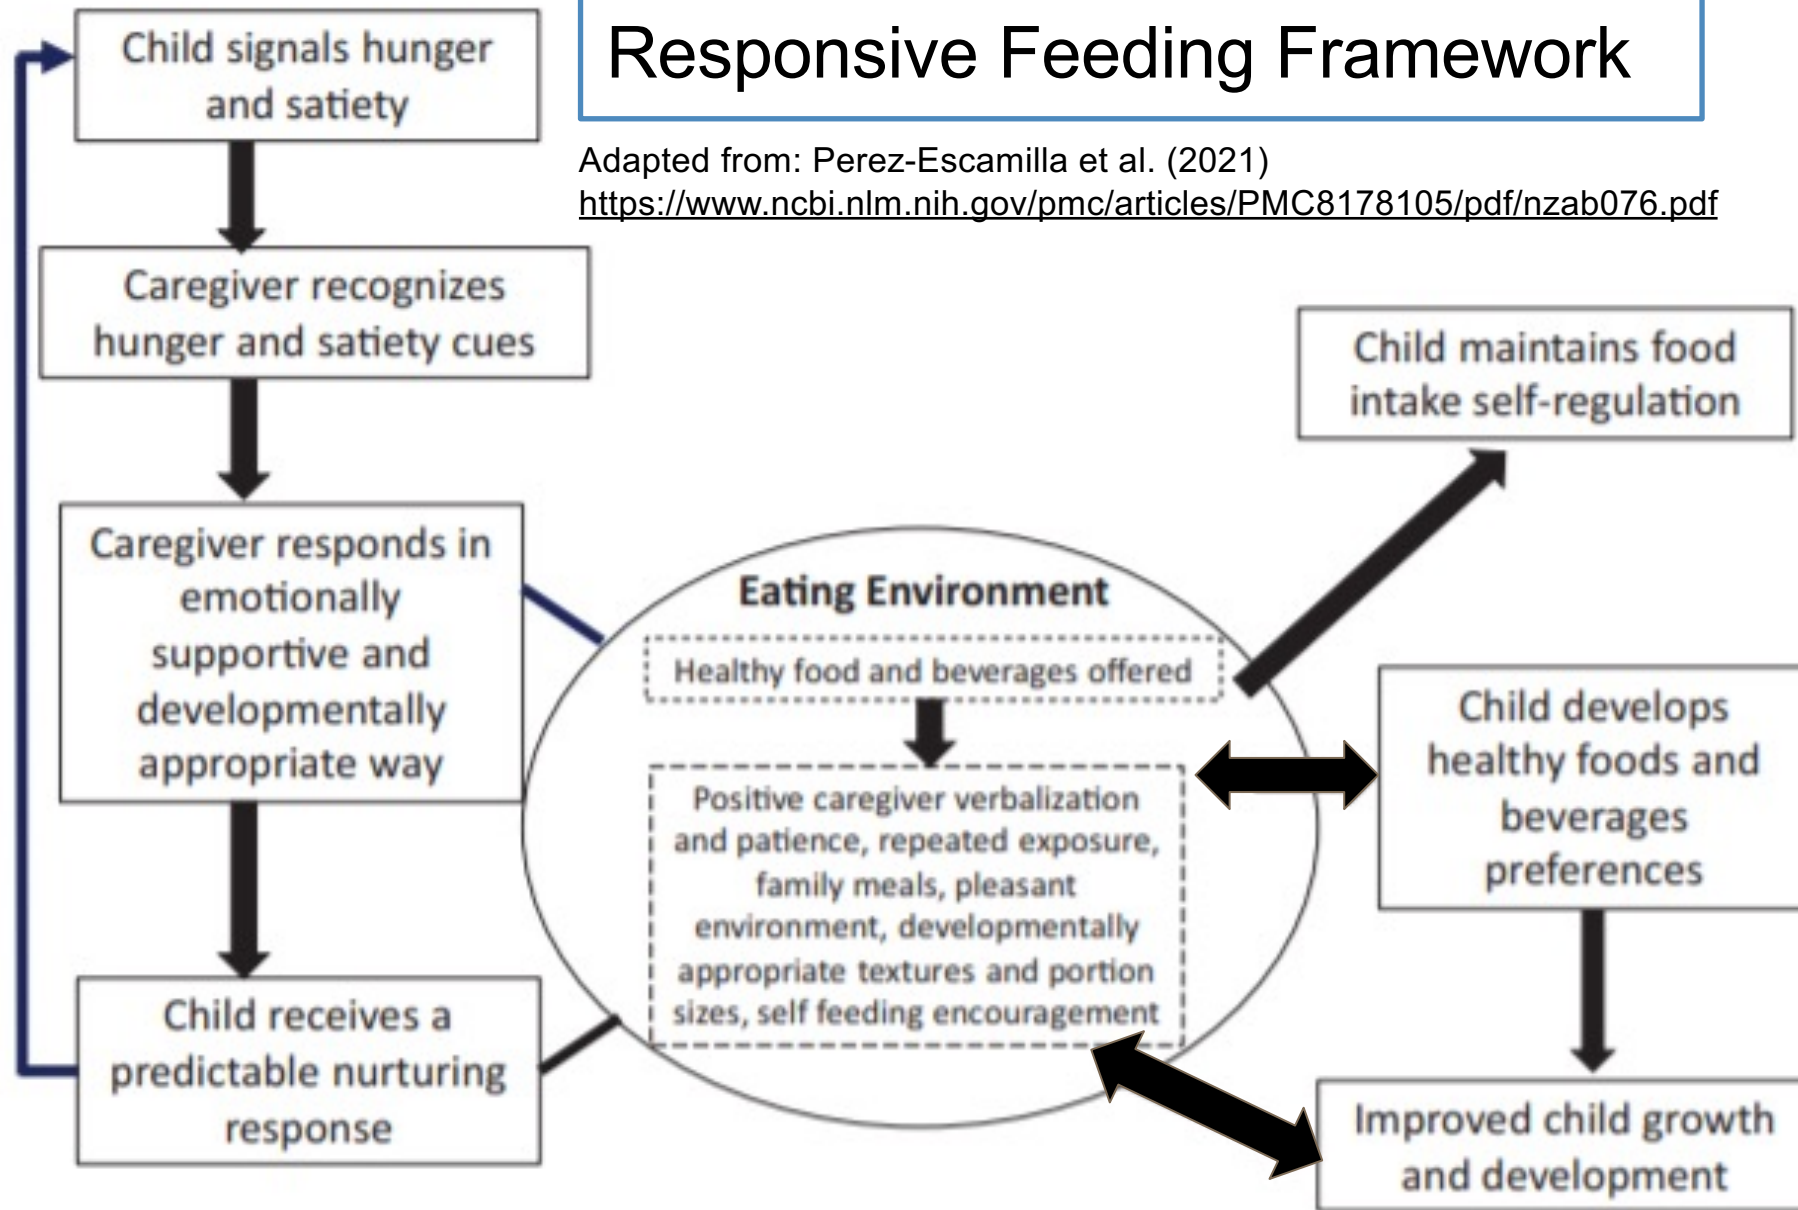 Responsive Feeding Framework
Adapted from: Perez-Escamilla et al. (2021)
https://www.ncbi.nlm.nih.gov/pmc/articles/PMC8178105/pdf/nzab076.pdf
Child signals hunger
and satiety
Caregiver recognizes
hunger and satiety cues
Caregiver responds in
emotionally
supportive and
developmentally
appropriate way
Child receives a
predictable nurturing
response
Eating Environment
Healthy food and beverages offered
Positive caregiver verbalization
and patience, repeated exposure,
family meals, pleasant
environment, developmentally
appropriate textures and portion
sizes, self feeding encouragement
Child maintains food
intake self-regulation
Child develops
healthy foods and
beverages
preferences
Improved child growth
and development